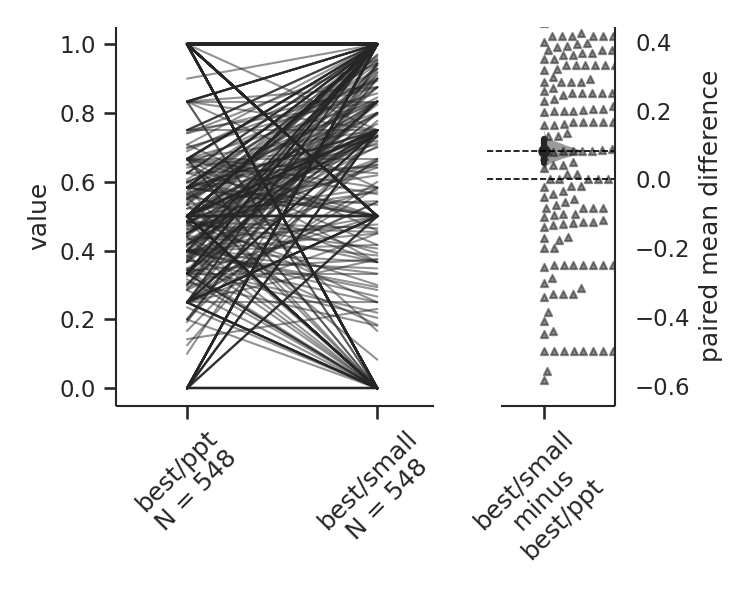 1.0
0.8
0.6
0.4
0.2
0.0
value
best/ppt
N = 548
best/small
N = 548
0.4
0.2
0.0
−0.2
−0.4
−0.6
paired mean difference
best/small
minus
best/ppt